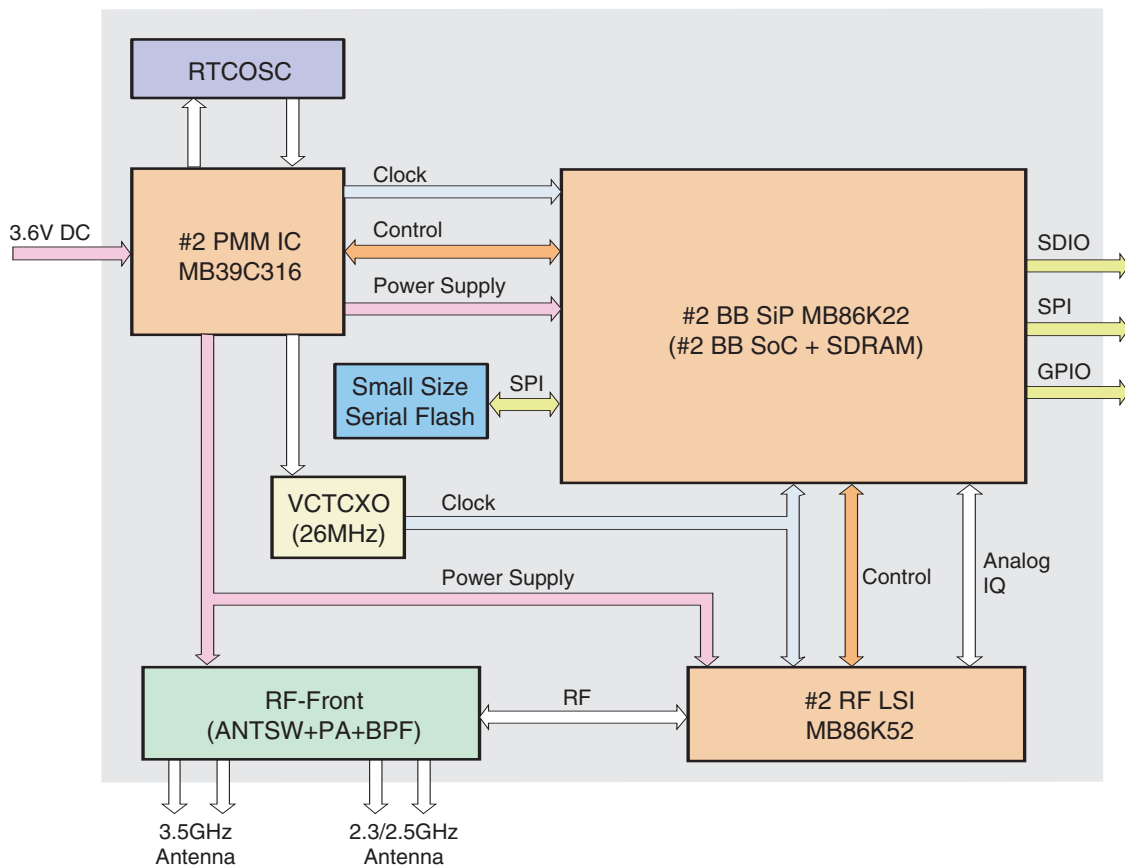 RTCOSC
3.6V DC
#2 PMM IC
MB39C316
Clock
Control
Power Supply
#2 BB SiP MB86K22
(#2 BB SoC + SDRAM)
SDIO
SPI
GPIO
Small Size
Serial Flash
SPI
VCTCXO
(26MHz)
Clock
Power Supply
Control
Analog
IQ
RF-Front
(ANTSW+PA+BPF)
RF
#2 RF LSI
MB86K52
3.5GHz
Antenna
2.3/2.5GHz
Antenna